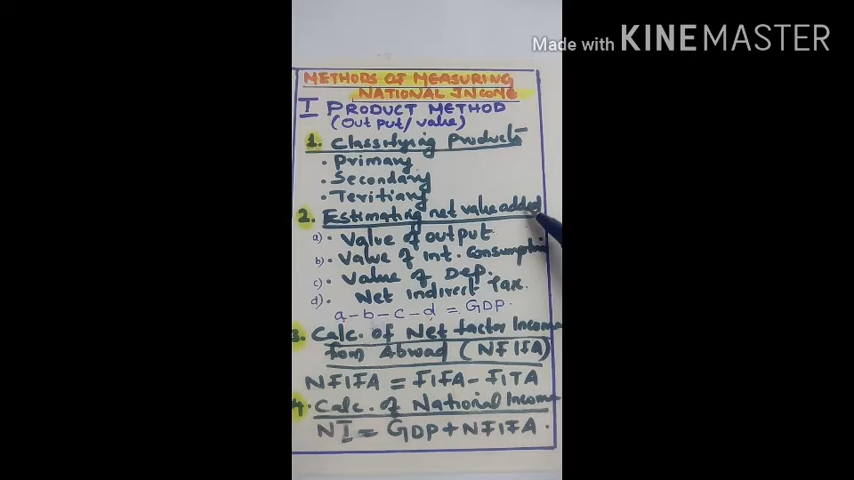 Made with KINEMASTER
METHODS OF MEASURING
NATIONAL INCOME
I PRODUCT METHOD
(Output/value)
1. Classifying Products
• Primary
• Secondary
• Teritiary
2. Estimating net value added
a) • Value of output
b) • Value of Int. Consumption
c) • Value of Dep.
d) • Net Indirect Tax.
a-b-c-d = GDP.
3. Calc. of Net factor Income
from Abroad (NFIFA)
NFIFA = FIFA - FITA
4. Calc. of National Income
NI = GDP + NFIFA.